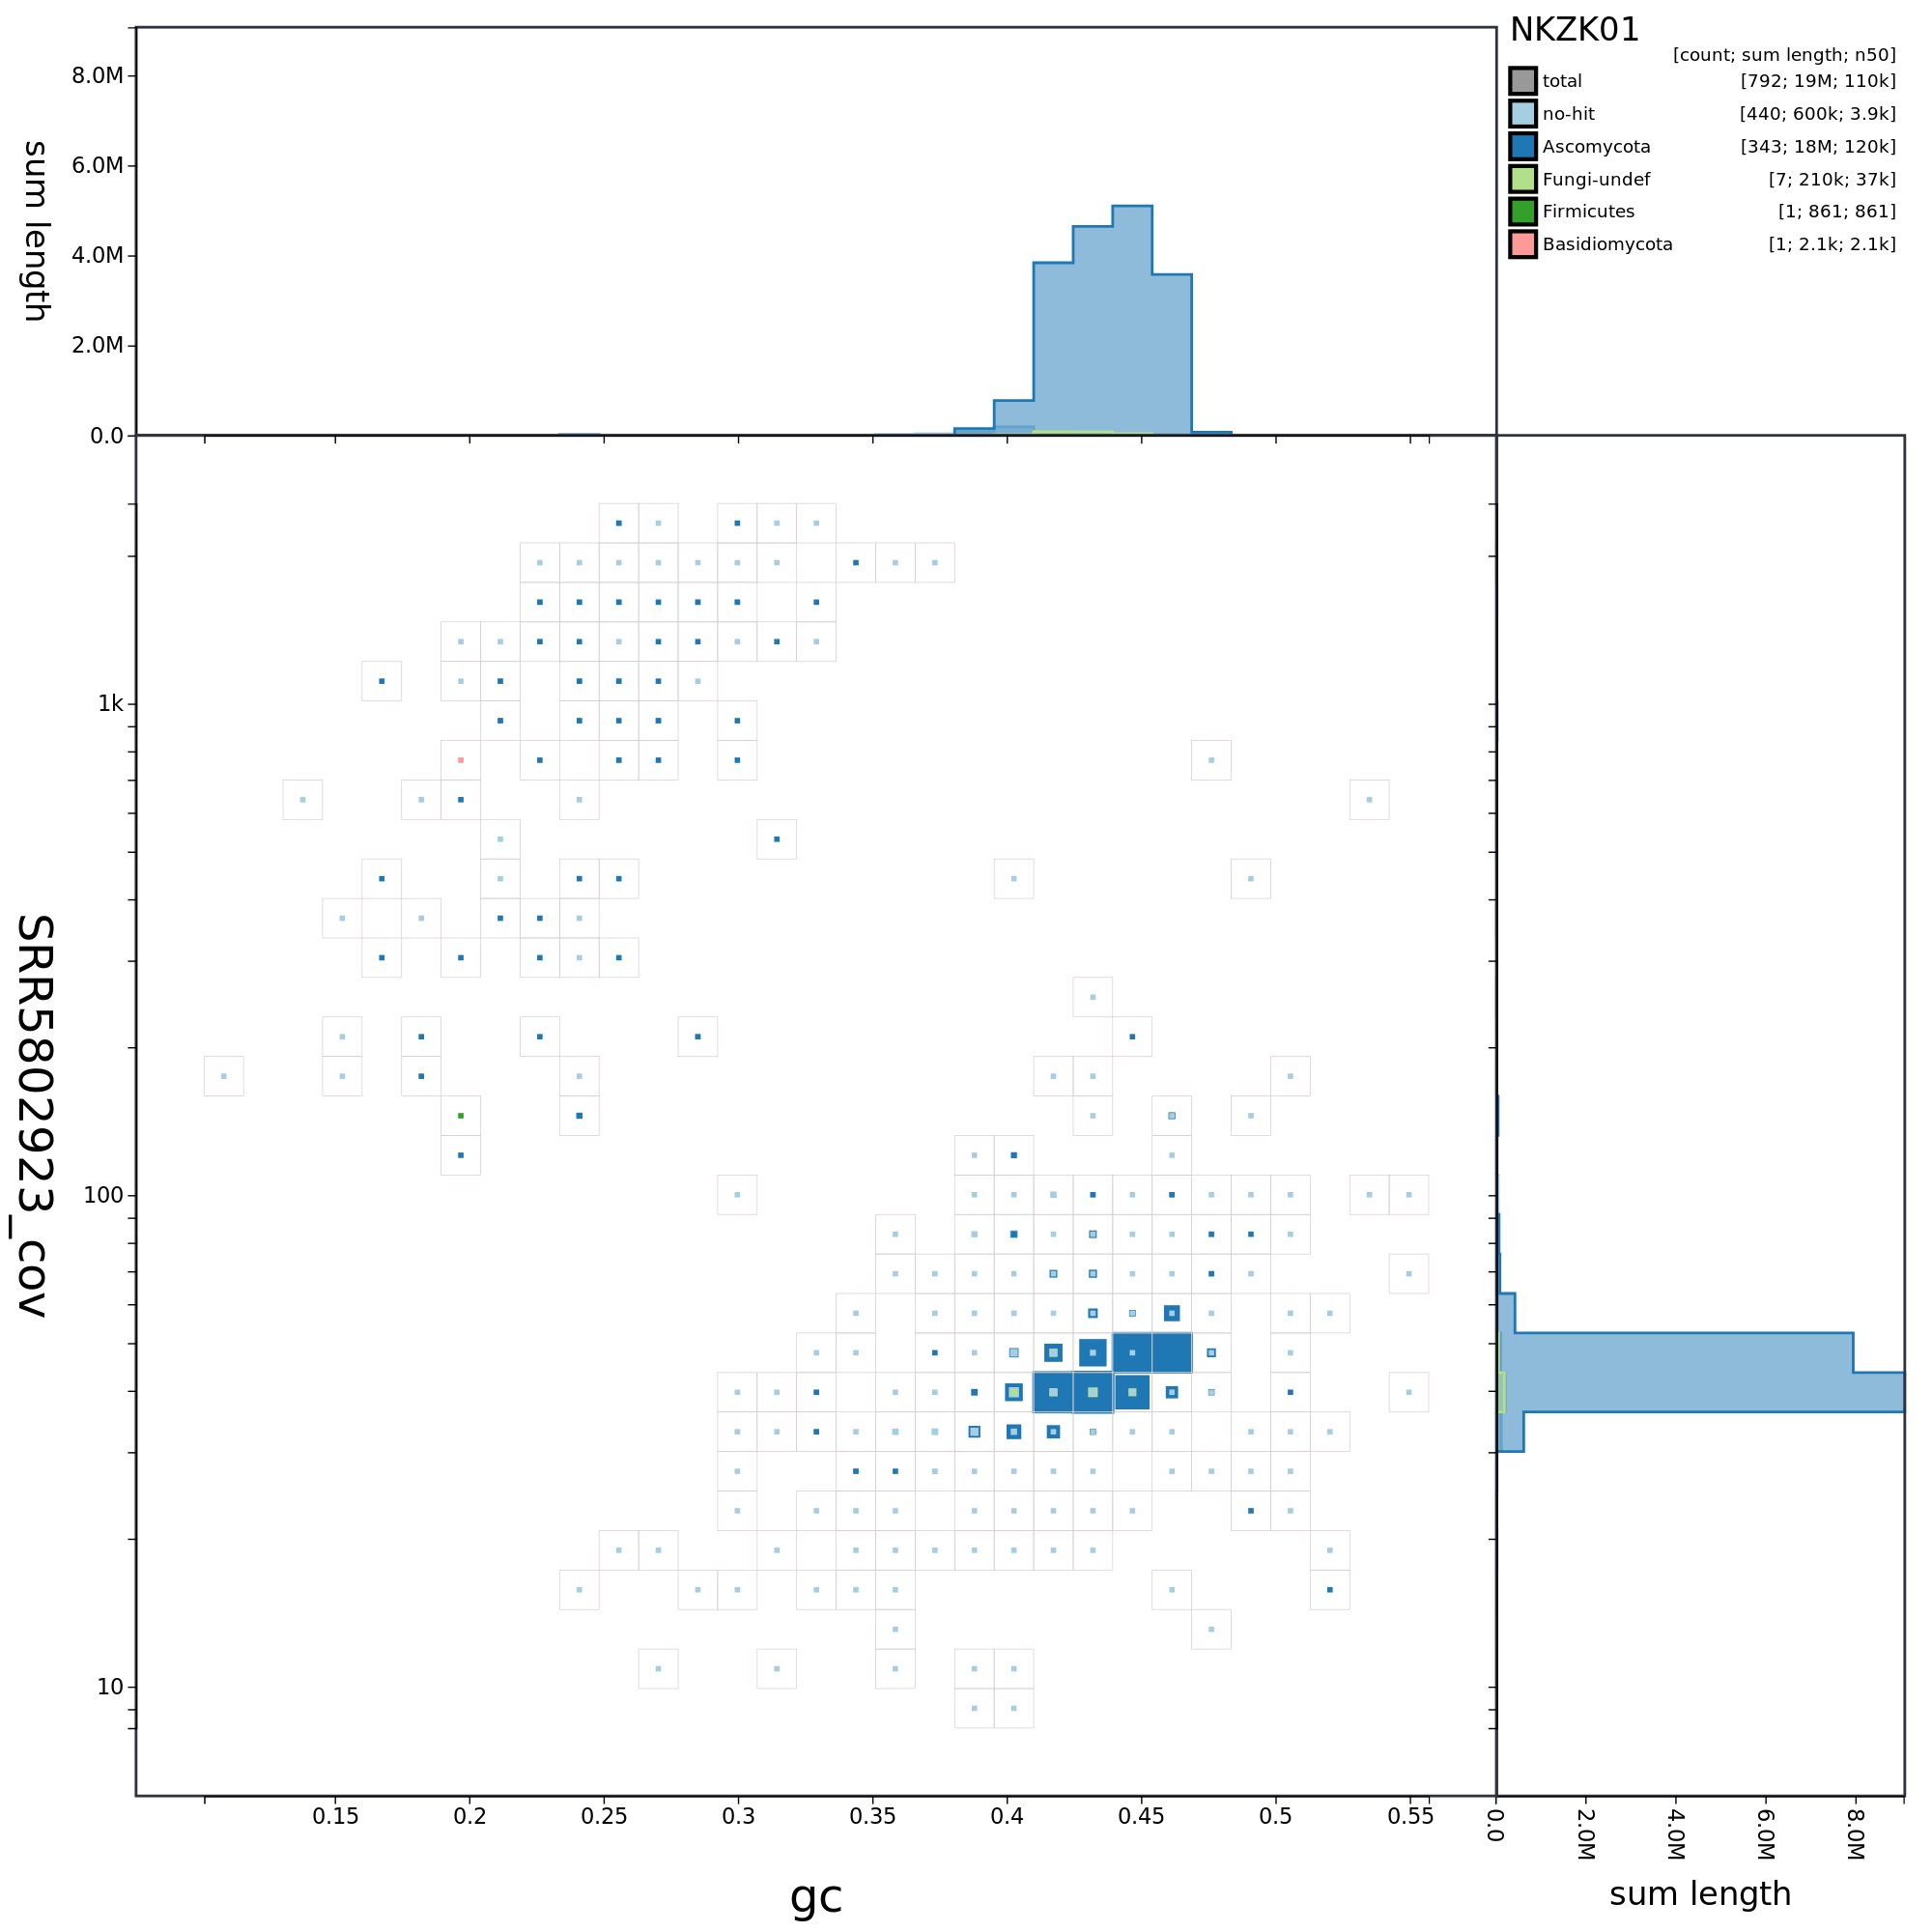 NKZK01
[count; sum length; n50]
total [792; 19M; 110k]
no-hit [440; 600k; 3.9k]
Ascomycota [343; 18M; 120k]
Fungi-undef [7; 210k; 37k]
Firmicutes [1; 861; 861]
Basidiomycota [1; 2.1k; 2.1k]
sum length
8.0M
6.0M
4.0M
2.0M
0.0
SRR5802923_cov
1k
100
10
0.15 0.2 0.25 0.3 0.35 0.4 0.45 0.5 0.55
gc
0.0 2.0M 4.0M 6.0M 8.0M
sum length